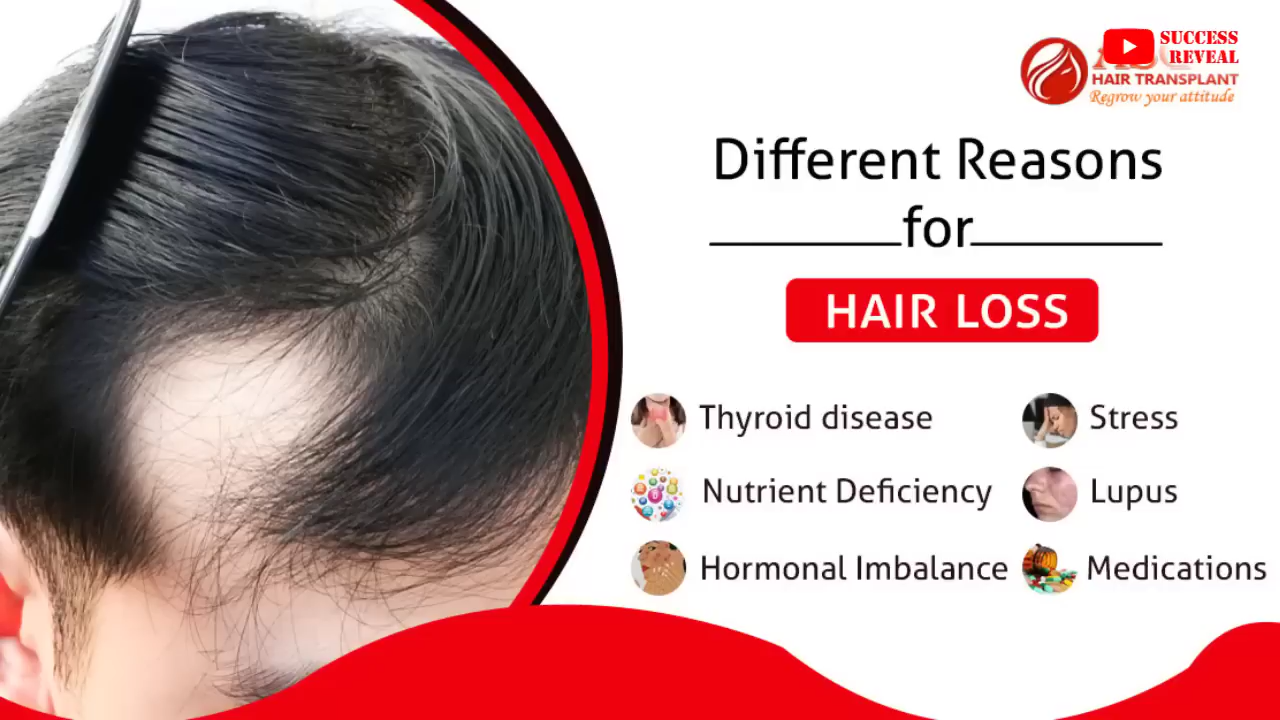 SUCCESS
REVEAL
HAIR TRANSPLANT
Regrow your attitude
Different Reasons
for
HAIR LOSS
Thyroid disease
Stress
Nutrient Deficiency
Lupus
Hormonal Imbalance
Medications